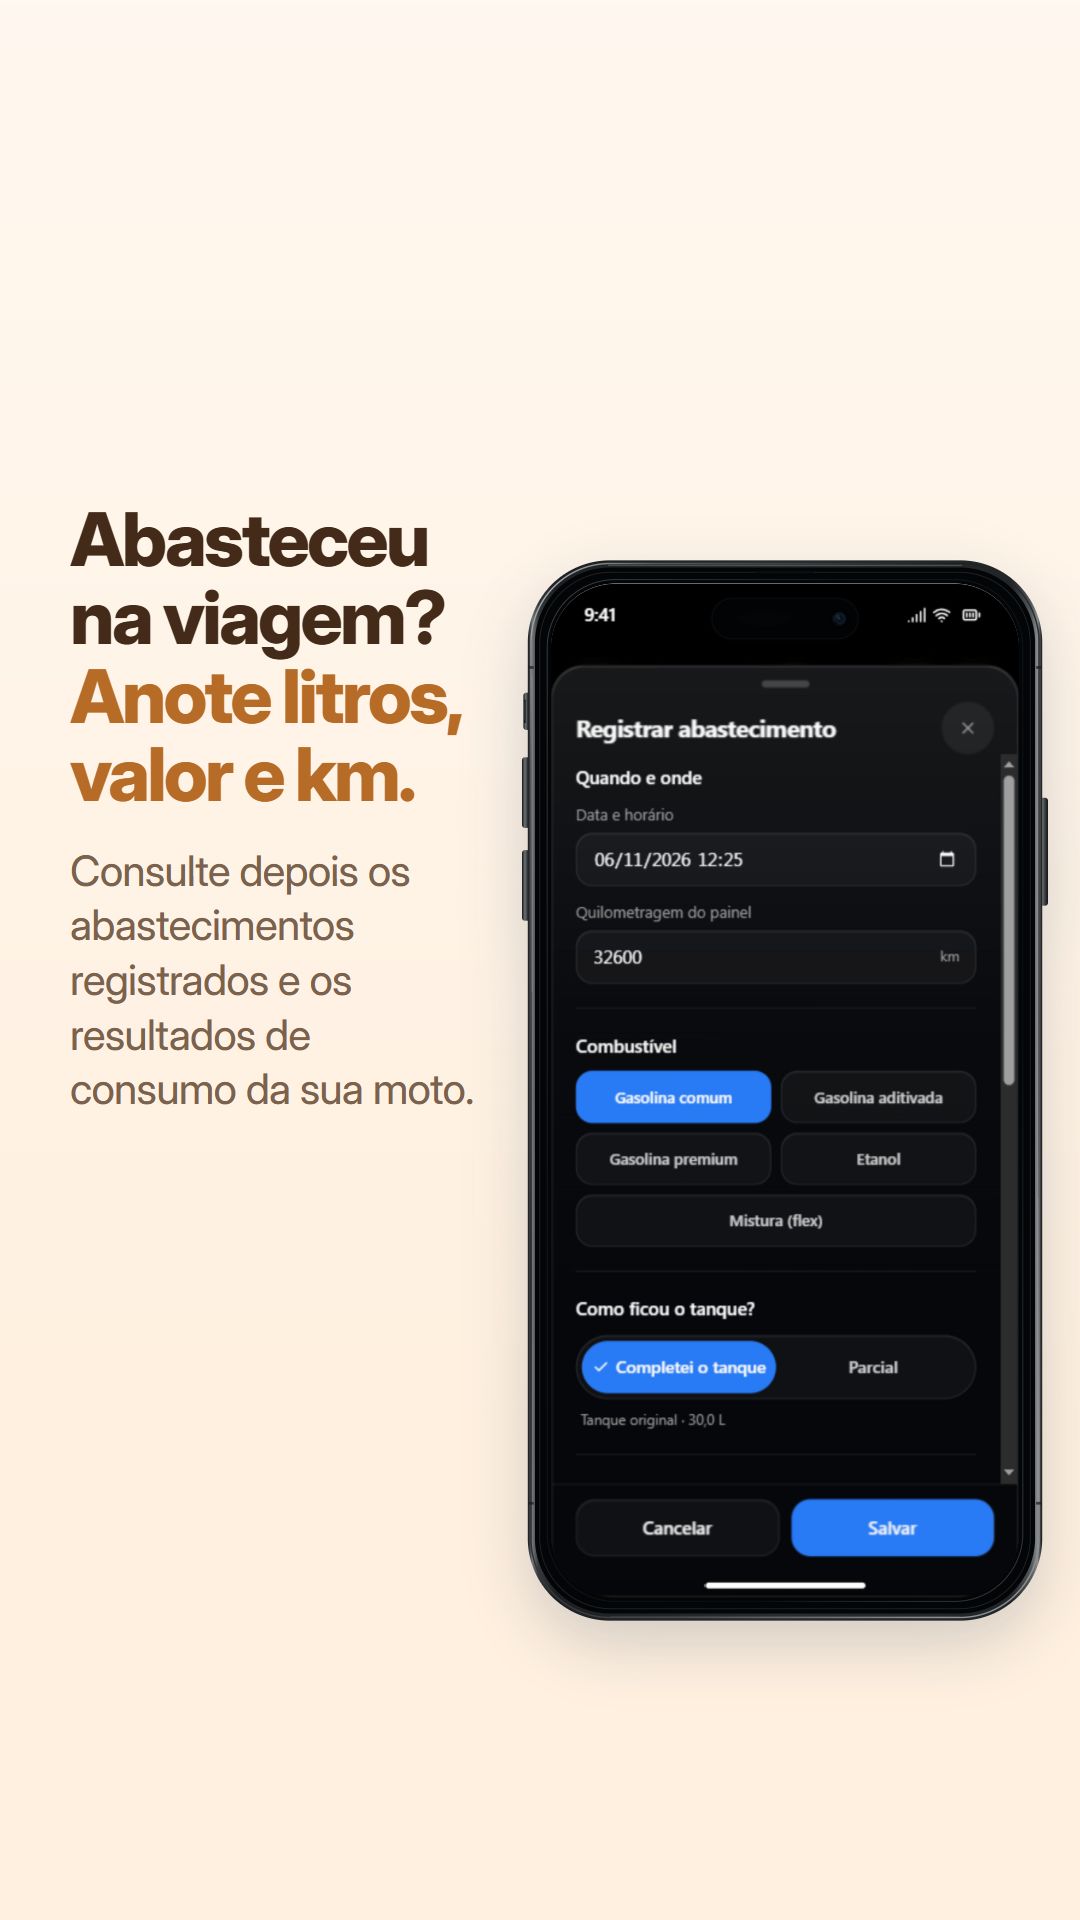 Abasteceu
na viagem?
Anote litros,
valor e km.
Consulte depois os
abastecimentos
registrados e os
resultados de
consumo da sua moto.
9:41
Registrar abastecimento
Quando e onde
Data e horário
06/11/2026 12:25
Quilometragem do painel
32600 km
Combustível
Gasolina comum Gasolina aditivada
Gasolina premium Etanol
Mistura (flex)
Como ficou o tanque?
Completei o tanque Parcial
Tanque original · 30,0 L
Cancelar Salvar